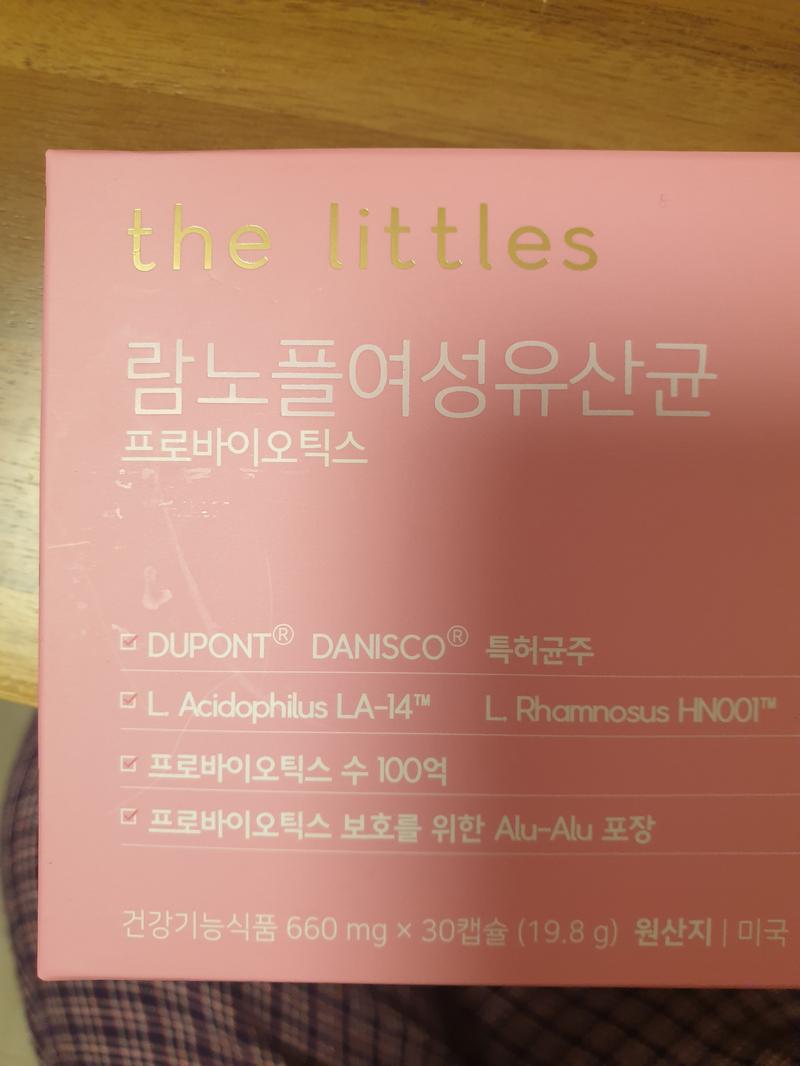 the littles
람노플여성유산균
프로바이오틱스
DUPONT® DANISCO® 특허균주
L. Acidophilus LA-14™ L. Rhamnosus HN001™
프로바이오틱스 수 100억
프로바이오틱스 보호를 위한 Alu-Alu 포장
건강기능식품 660 mg × 30캡슐 (19.8 g) 원산지 | 미국